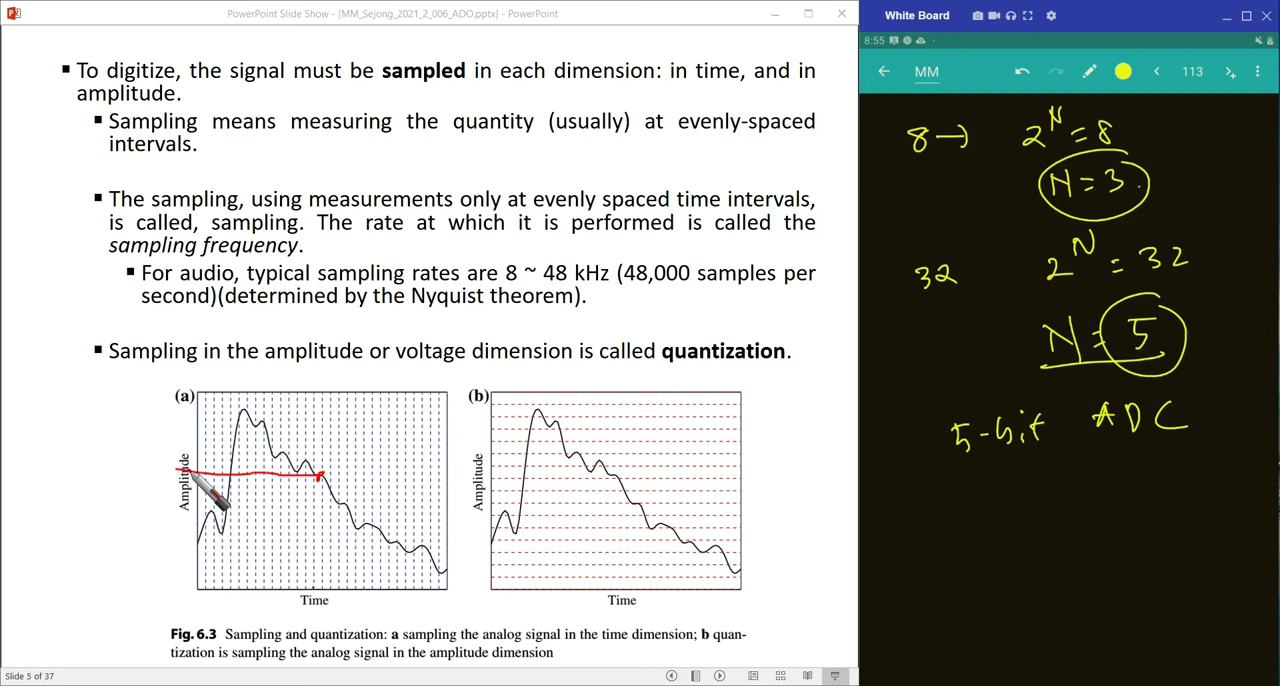 PowerPoint Slide Show - [MM_Sejong_2021_2_006_ADO.pptx] - PowerPoint
▪ To digitize, the signal must be sampled in each dimension: in time, and in
amplitude.
▪ Sampling means measuring the quantity (usually) at evenly-spaced
intervals.
▪ The sampling, using measurements only at evenly spaced time intervals,
is called, sampling. The rate at which it is performed is called the
sampling frequency.
▪ For audio, typical sampling rates are 8 ~ 48 kHz (48,000 samples per
second)(determined by the Nyquist theorem).
▪ Sampling in the amplitude or voltage dimension is called quantization.
(a)
Amplitude
Time
(b)
Amplitude
Time
Fig. 6.3 Sampling and quantization: a sampling the analog signal in the time dimension; b quan-
tization is sampling the analog signal in the amplitude dimension
Slide 5 of 37
White Board
8:55
MM
113
8 → 2^N = 8
N = 3
32 2^N = 32
N = 5
5-bit ADC